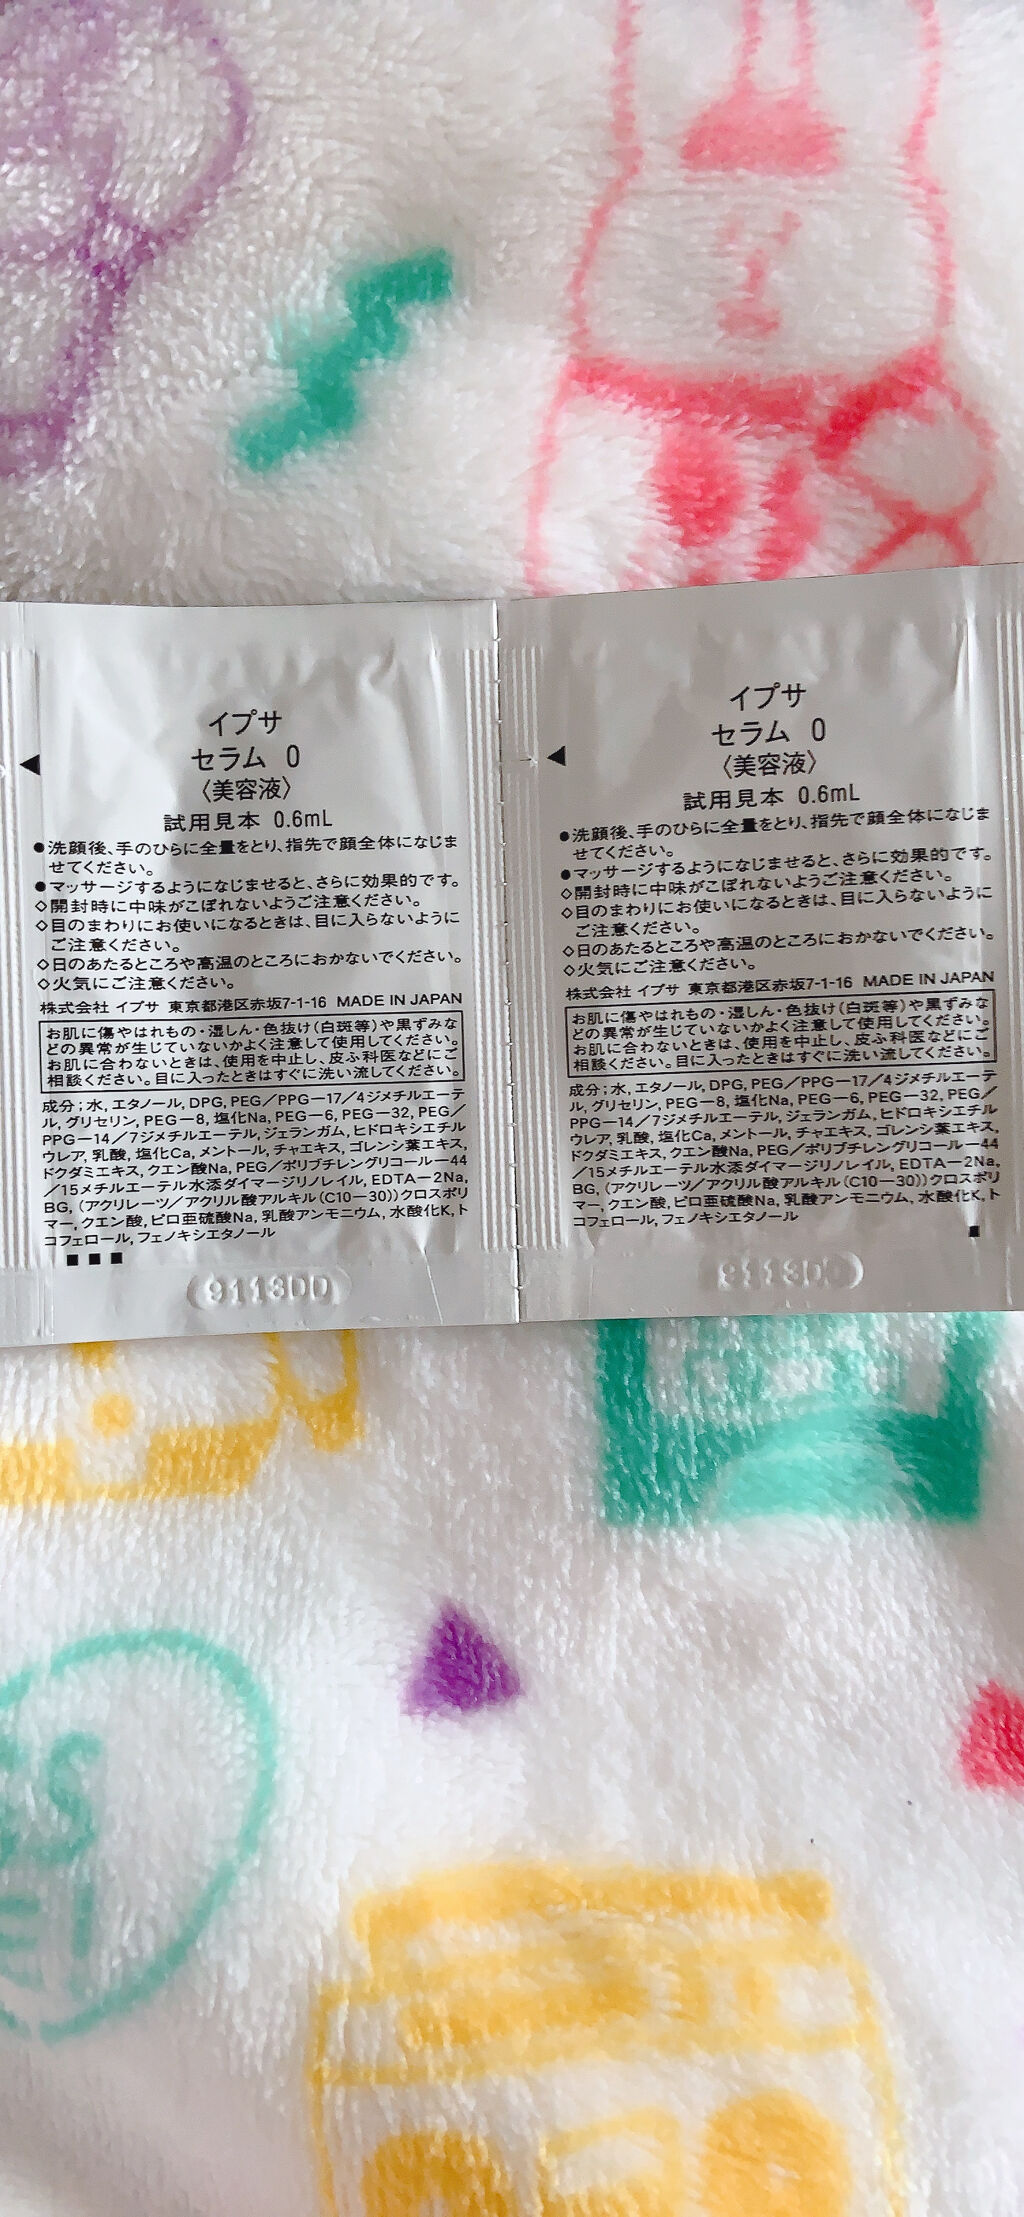 イプサ
セラム 0
〈美容液〉
試用見本 0.6mL
●洗顔後、手のひらに全量をとり、指先で顔全体になじま
せてください。
●マッサージするようになじませると、さらに効果的です。
◇開封時に中味がこぼれないようご注意ください。
◇目のまわりにお使いになるときは、目に入らないように
ご注意ください。
◇日のあたるところや高温のところにおかないでください。
◇火気にご注意ください。
株式会社 イプサ 東京都港区赤坂7-1-16 MADE IN JAPAN
お肌に傷やはれもの・湿しん・色抜け(白斑等)や黒ずみな
どの異常が生じていないかよく注意して使用してください。
お肌に合わないときは、使用を中止し、皮ふ科医などにご
相談ください。目に入ったときはすぐに洗い流してください。
成分;水,エタノール,DPG,PEG/PPG-17/4ジメチルエーテ
ル,グリセリン,PEG-8,塩化Na,PEG-6,PEG-32,PEG/
PPG-14/7ジメチルエーテル,ジェランガム,ヒドロキシエチル
ウレア,乳酸,塩化Ca,メントール,チャエキス,ゴレンシ葉エキス,
ドクダミエキス,クエン酸Na,PEG/ポリブチレングリコール-44
/15メチルエーテル水添ダイマージリノレイル,EDTA-2Na,
BG,(アクリレーツ/アクリル酸アルキル(C10-30))クロスポリ
マー,クエン酸,ピロ亜硫酸Na,乳酸アンモニウム,水酸化K,ト
コフェロール,フェノキシエタノール
9113DD
イプサ
セラム 0
〈美容液〉
試用見本 0.6mL
●洗顔後、手のひらに全量をとり、指先で顔全体になじま
せてください。
●マッサージするようになじませると、さらに効果的です。
◇開封時に中味がこぼれないようご注意ください。
◇目のまわりにお使いになるときは、目に入らないように
ご注意ください。
◇日のあたるところや高温のところにおかないでください。
◇火気にご注意ください。
株式会社 イプサ 東京都港区赤坂7-1-16 MADE IN JAPAN
お肌に傷やはれもの・湿しん・色抜け(白斑等)や黒ずみな
どの異常が生じていないかよく注意して使用してください。
お肌に合わないときは、使用を中止し、皮ふ科医などにご
相談ください。目に入ったときはすぐに洗い流してください。
成分;水,エタノール,DPG,PEG/PPG-17/4ジメチルエーテ
ル,グリセリン,PEG-8,塩化Na,PEG-6,PEG-32,PEG/
PPG-14/7ジメチルエーテル,ジェランガム,ヒドロキシエチル
ウレア,乳酸,塩化Ca,メントール,チャエキス,ゴレンシ葉エキス,
ドクダミエキス,クエン酸Na,PEG/ポリブチレングリコール-44
/15メチルエーテル水添ダイマージリノレイル,EDTA-2Na,
BG,(アクリレーツ/アクリル酸アルキル(C10-30))クロスポリ
マー,クエン酸,ピロ亜硫酸Na,乳酸アンモニウム,水酸化K,ト
コフェロール,フェノキシエタノール